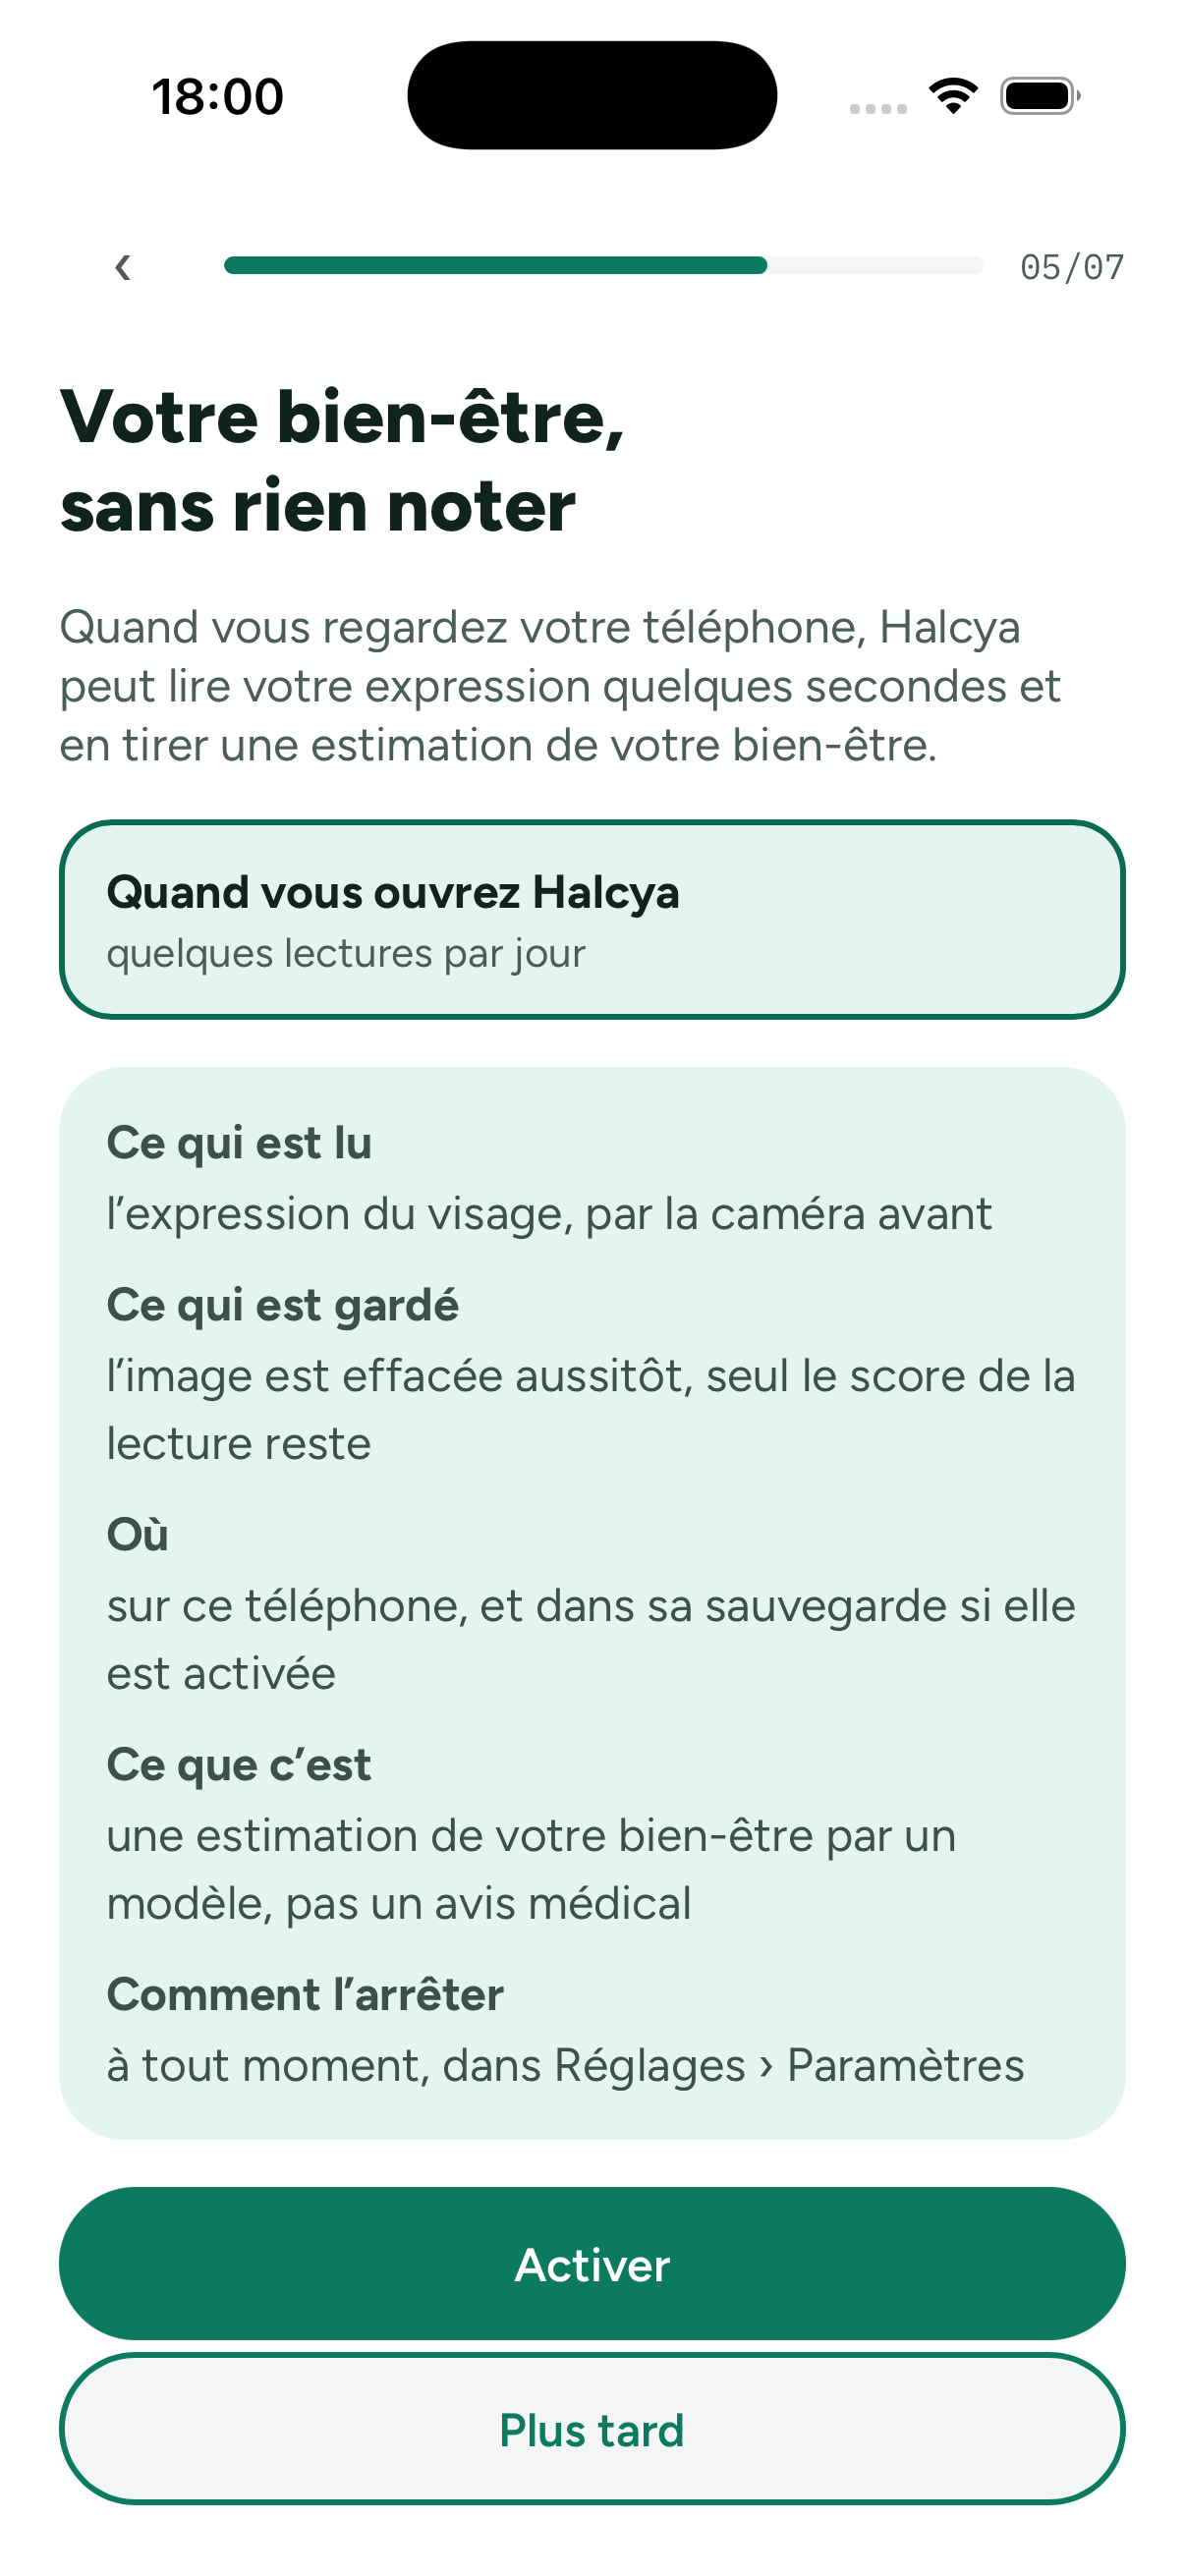 18:00
05/07
Votre bien-être,
sans rien noter
Quand vous regardez votre téléphone, Halcya
peut lire votre expression quelques secondes et
en tirer une estimation de votre bien-être.
Quand vous ouvrez Halcya
quelques lectures par jour
Ce qui est lu
l’expression du visage, par la caméra avant
Ce qui est gardé
l’image est effacée aussitôt, seul le score de la
lecture reste
Où
sur ce téléphone, et dans sa sauvegarde si elle
est activée
Ce que c’est
une estimation de votre bien-être par un
modèle, pas un avis médical
Comment l’arrêter
à tout moment, dans Réglages › Paramètres
Activer
Plus tard